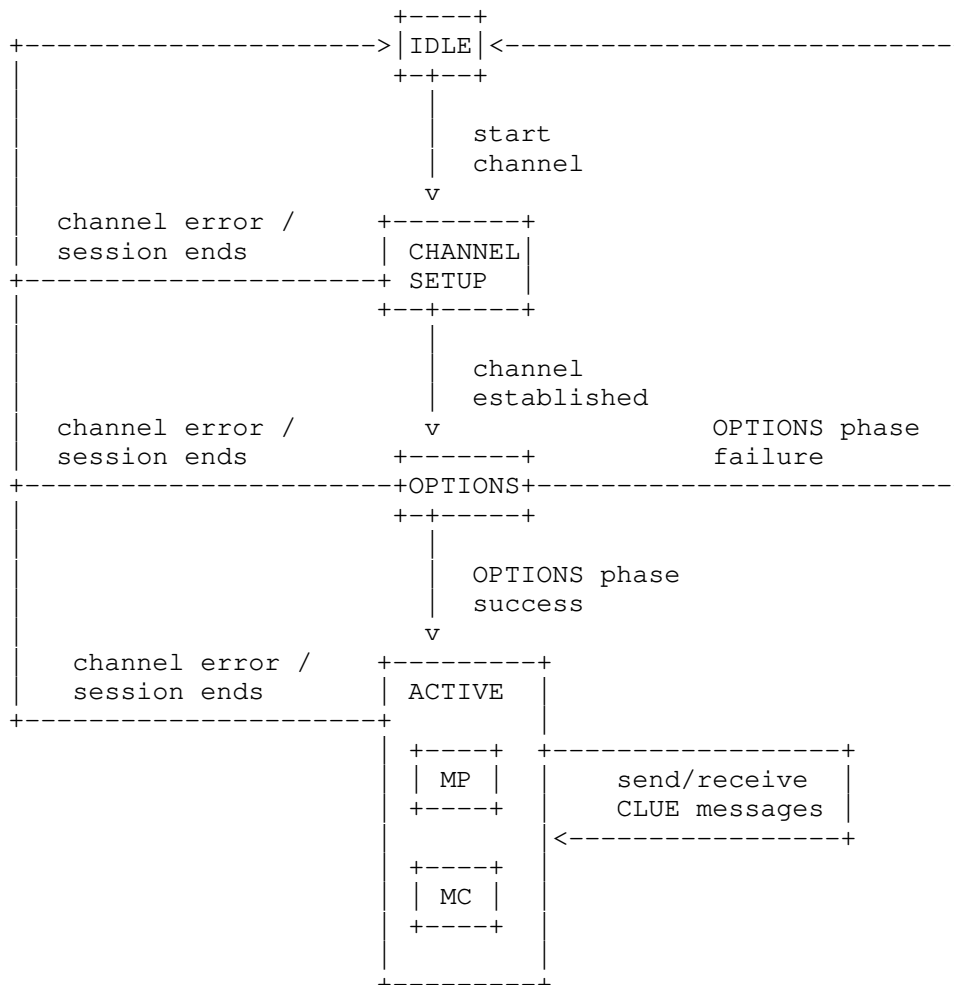 IDLE
start
channel
channel error /
session ends
CHANNEL
SETUP
channel
established
channel error /
session ends
OPTIONS phase
failure
OPTIONS
OPTIONS phase
success
channel error /
session ends
ACTIVE
MP
send/receive
CLUE messages
MC